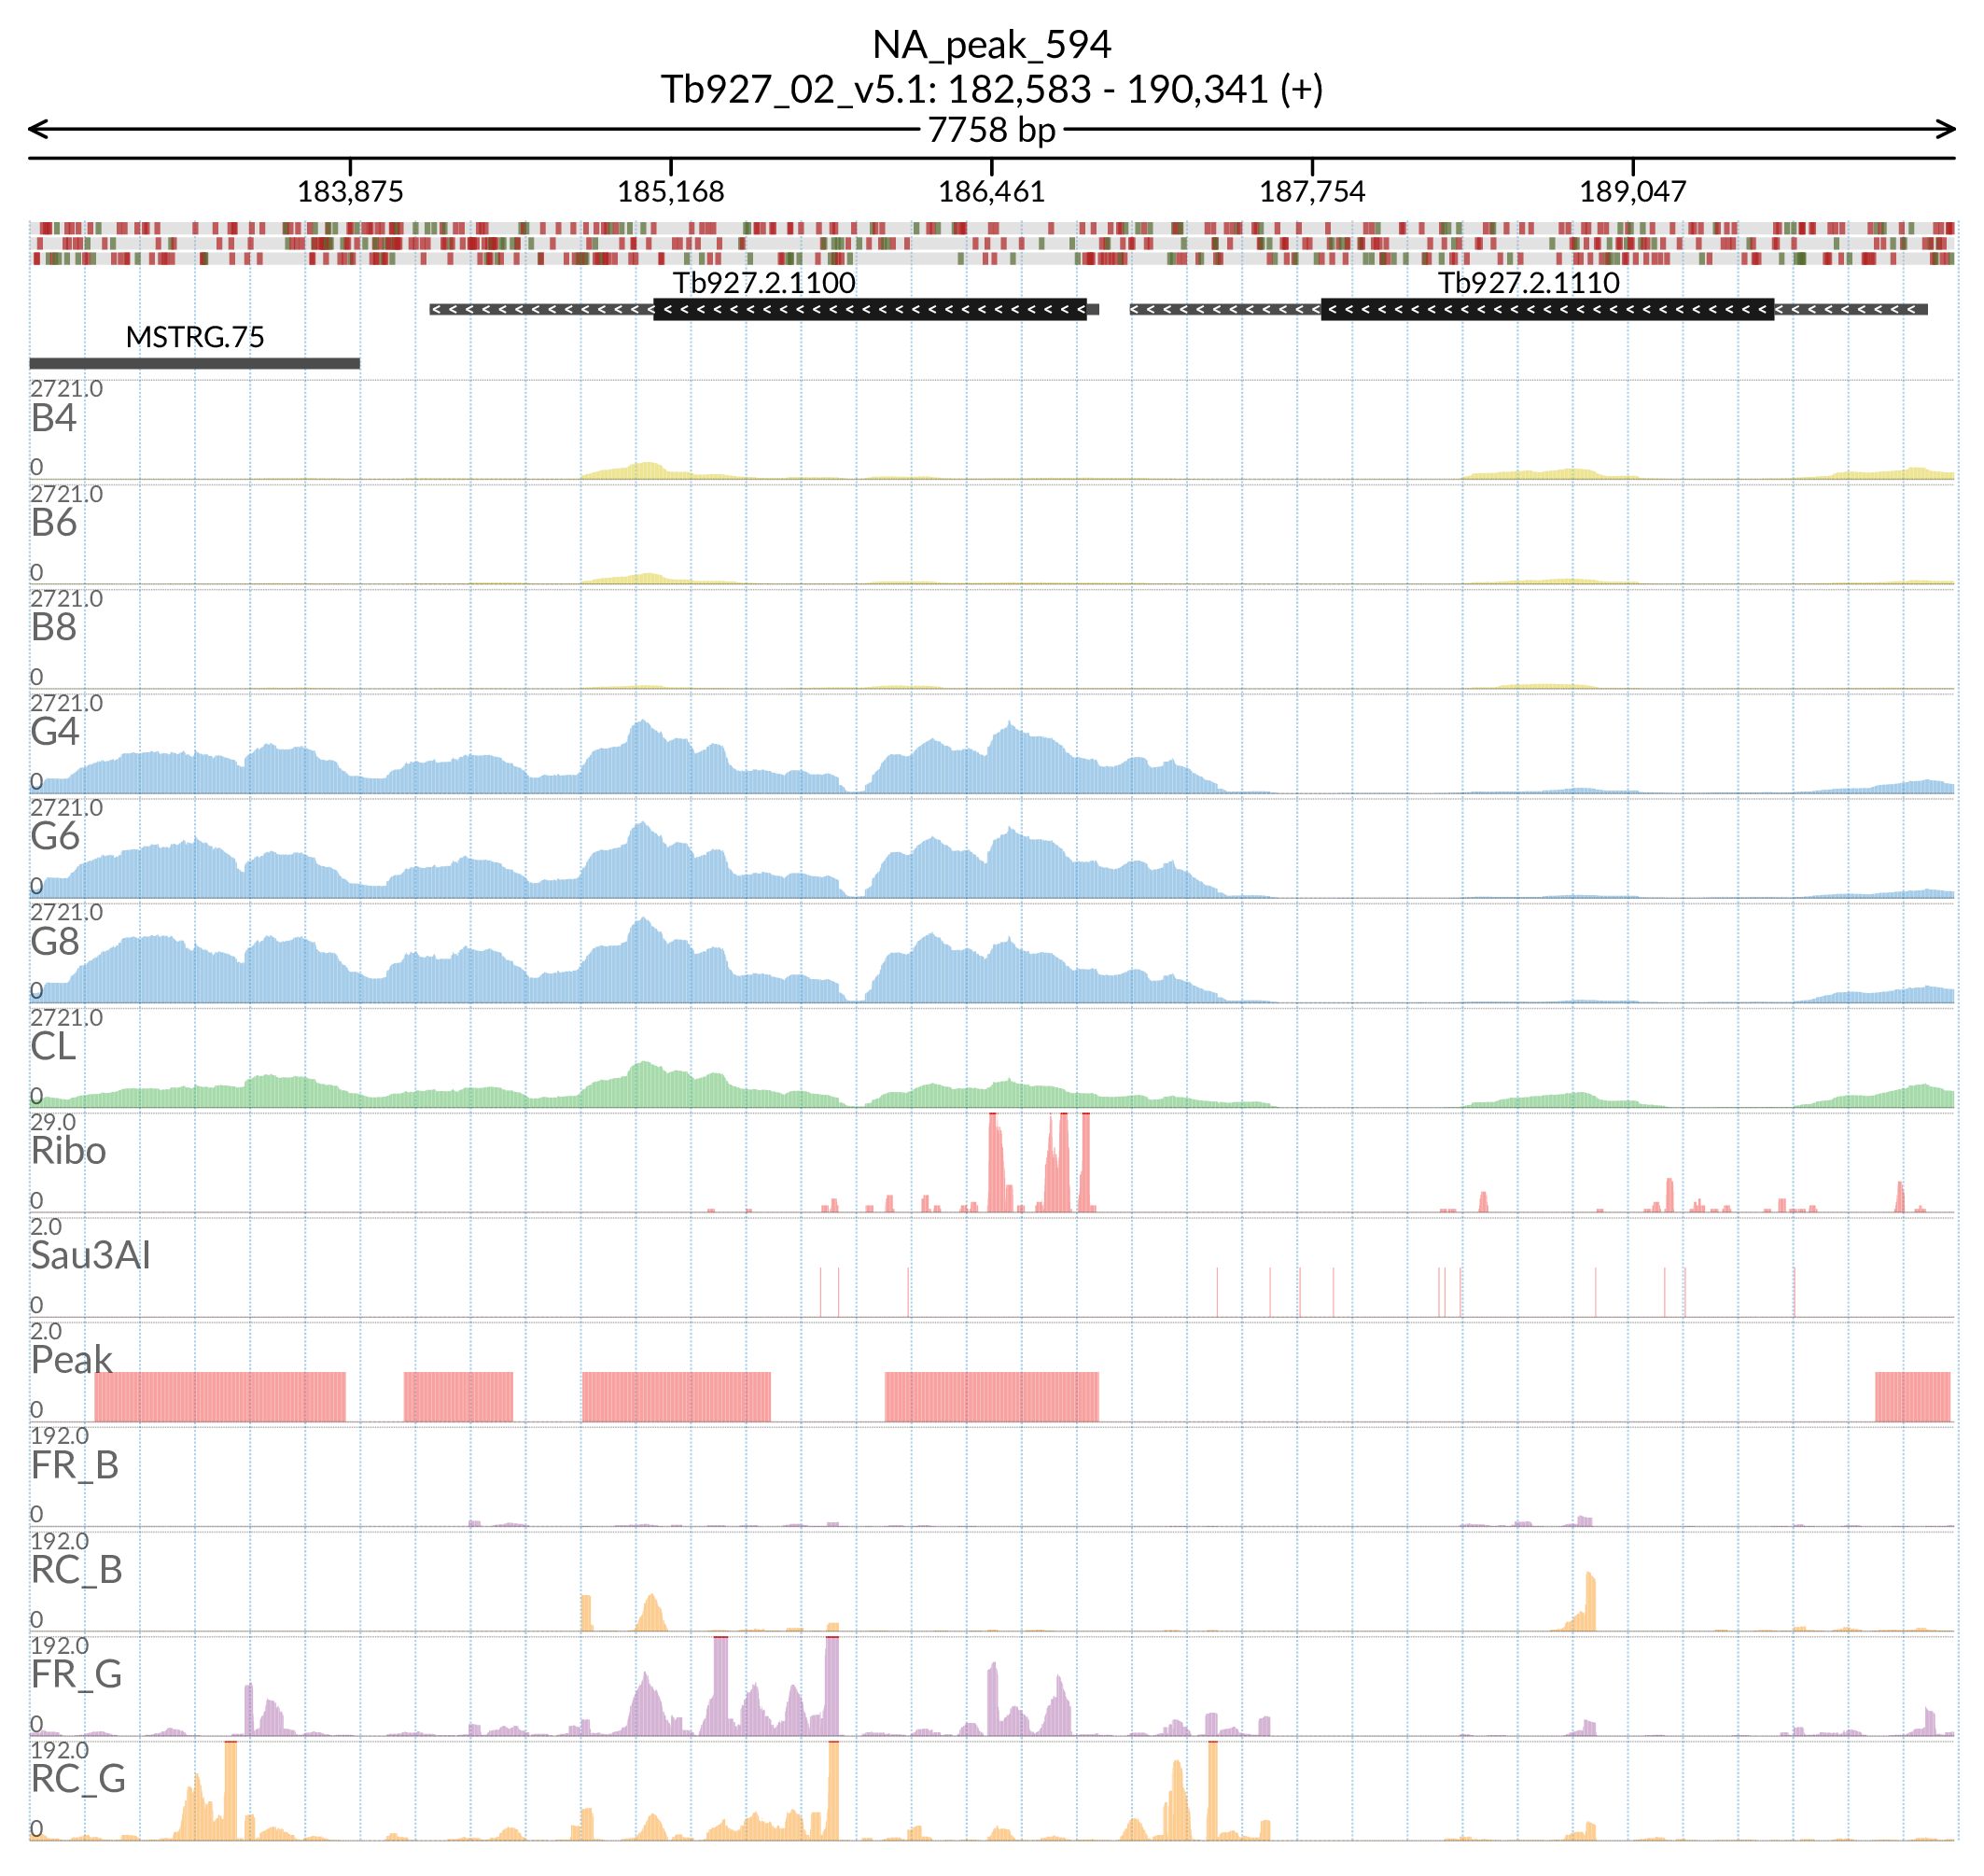 NA_peak_594
Tb927_02_v5.1: 182,583 - 190,341 (+)
7758 bp
183,875 185,168 186,461 187,754 189,047
Tb927.2.1100 Tb927.2.1110
MSTRG.75
2721.0
B4
0
2721.0
B6
0
2721.0
B8
0
2721.0
G4
0
2721.0
G6
0
2721.0
G8
0
2721.0
CL
0
29.0
Ribo
0
2.0
Sau3AI
0
2.0
Peak
0
192.0
FR_B
0
192.0
RC_B
0
192.0
FR_G
0
192.0
RC_G
0